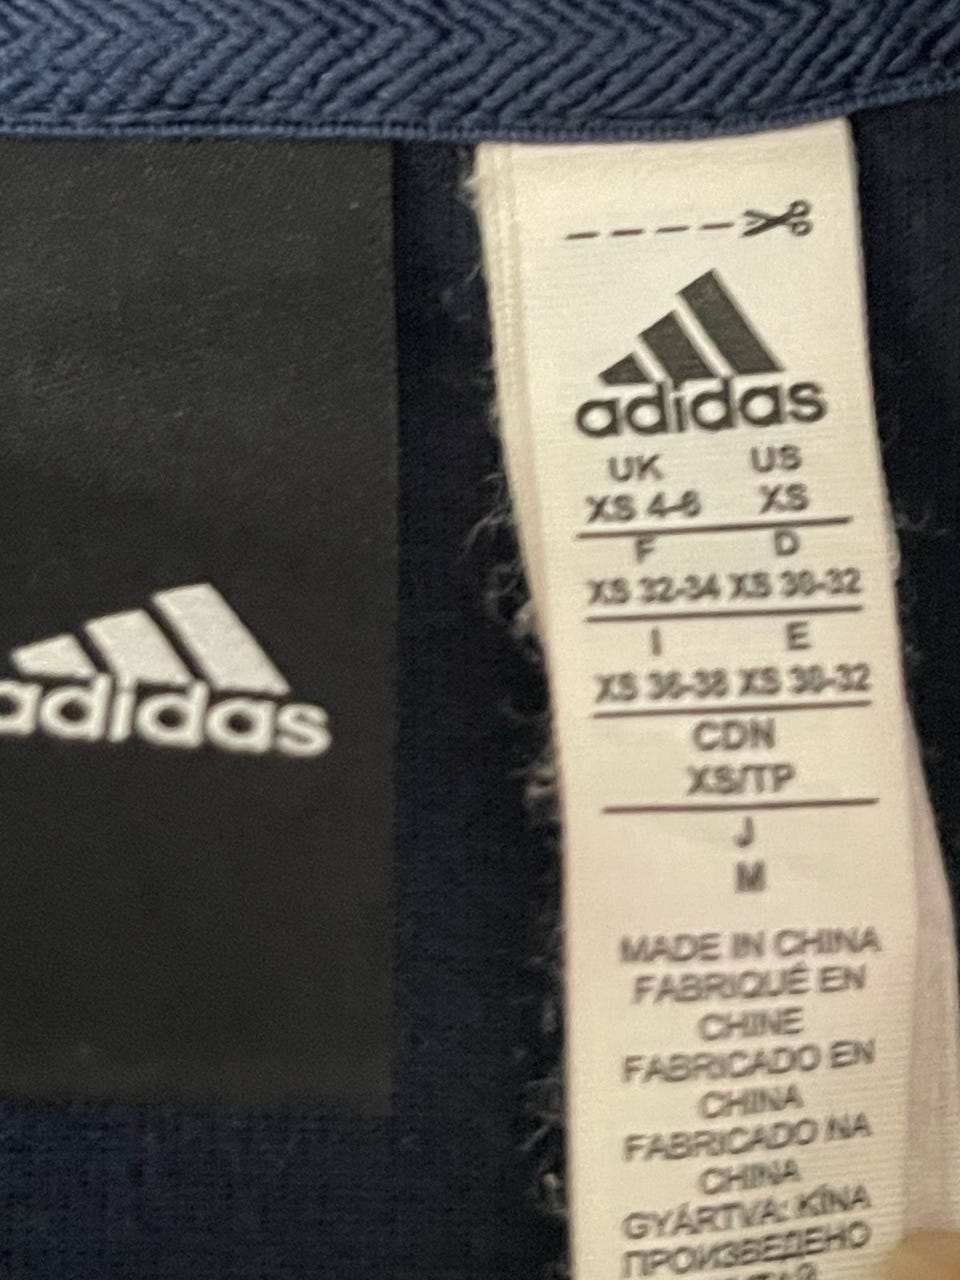 adidas
adidas
UK US
XS 4-6 XS
F D
XS 32-34 XS 30-32
I E
XS 36-38 XS 30-32
CDN
XS/TP
J
M
MADE IN CHINA
FABRIQUÉ EN
CHINE
FABRICADO EN
CHINA
FABRICADO NA
CHINA
GYÁRTVA: KÍNA
ПРОИЗВЕДЕНО